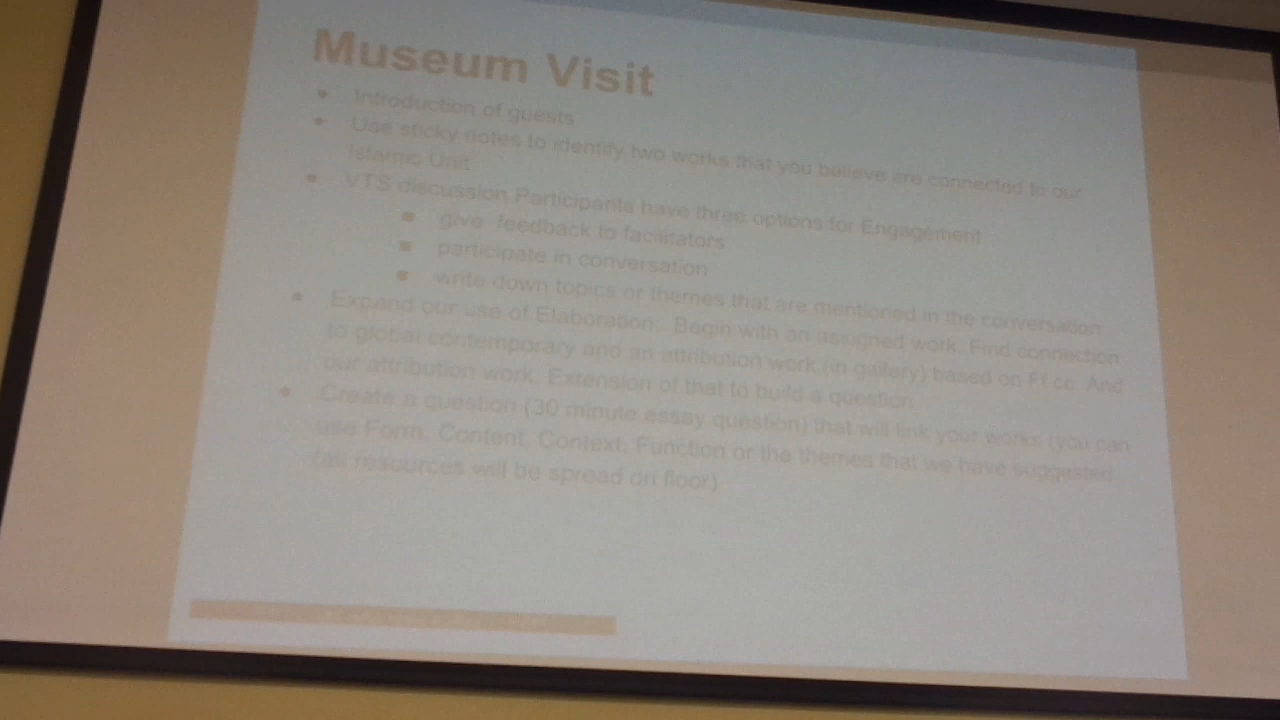 Museum Visit
Introduction of guests
Use sticky notes to identify two works that you believe are connected to our
Islamic Unit
VTS discussion Participants have three options for Engagement
give feedback to facilitators
participate in conversation
write down topics or themes that are mentioned in the conversation
Expand our use of Elaboration: Begin with an assigned work. Find connection
to global contemporary and an attribution work (in gallery) based on Ff cc. And
our attribution work. Extension of that to build a question
Create a question (30 minute essay question) that will link your works (you can
use Form, Content, Context, Function or the themes that we have suggested
(all resources will be spread on floor)